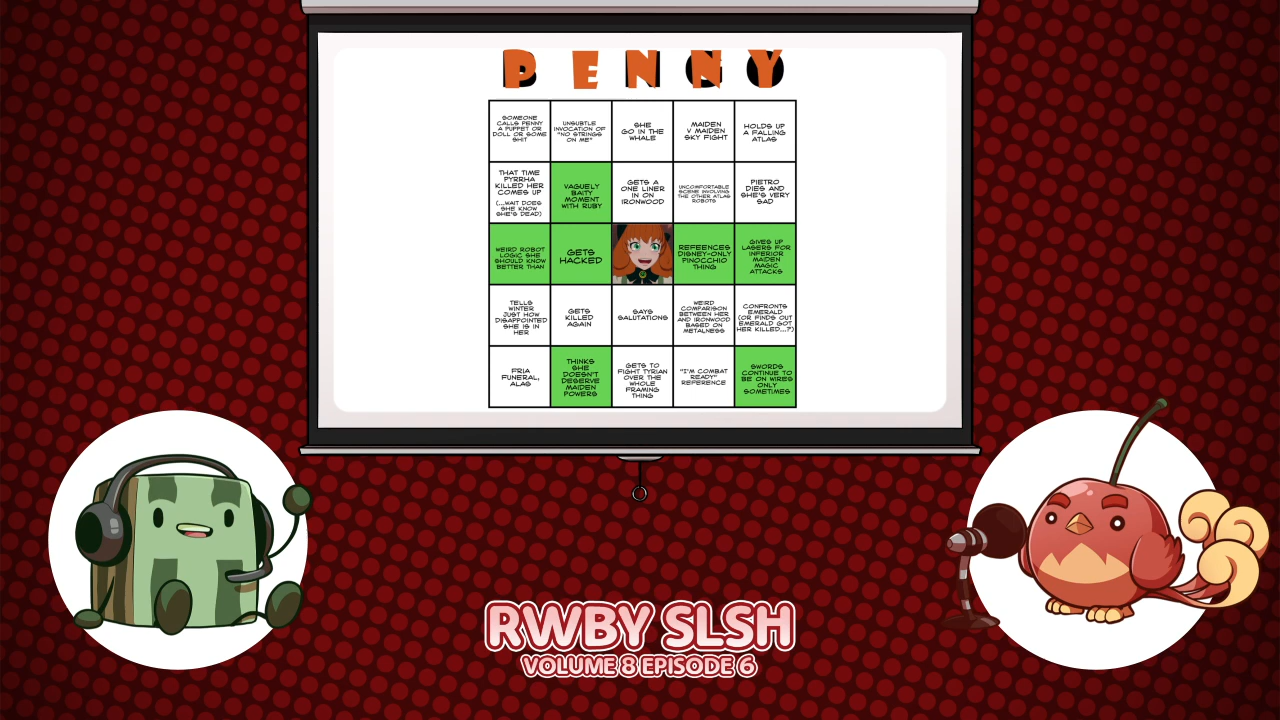 P E N N Y
SOMEONE
CALLS PENNY
A PUPPET OR
DOLL OR SOME
SHIT
UNSUBTLE
INVOCATION OF
"NO STRINGS
ON ME"
SHE
GO IN THE
WHALE
MAIDEN
V MAIDEN
SKY FIGHT
HOLDS UP
A FALLING
ATLAS
THAT TIME
PYRRHA
KILLED HER
COMES UP
(...WAIT DOES
SHE KNOW
SHE'S DEAD)
VAGUELY
BAITY
MOMENT
WITH RUBY
GETS A
ONE LINER
IN ON
IRONWOOD
UNCOMFORTABLE
SCENE INVOLVING
THE OTHER ATLAS
ROBOTS
PIETRO
DIES AND
SHE'S VERY
SAD
WEIRD ROBOT
LOGIC SHE
SHOULD KNOW
BETTER THAN
GETS
HACKED
REFEENCES
DISNEY-ONLY
PINOCCHIO
THING
GIVES UP
LASERS FOR
INFERIOR
MAIDEN
MAGIC
ATTACKS
TELLS
WINTER
JUST HOW
DISAPPOINTED
SHE IS IN
HER
GETS
KILLED
AGAIN
SAYS
SALUTATIONS
WEIRD
COMPARISON
BETWEEN HER
AND IRONWOOD
BASED ON
METALNESS
CONFRONTS
EMERALD
(OR FINDS OUT
EMERALD GOT
HER KILLED...?)
FRIA
FUNERAL,
ALAS
THINKS
SHE
DOESN'T
DESERVE
MAIDEN
POWERS
GETS TO
FIGHT TYRIAN
OVER THE
WHOLE
FRAMING
THING
"I'M COMBAT
READY"
REFERENCE
SWORDS
CONTINUE TO
BE ON WIRES
ONLY
SOMETIMES
RWBY SLSH
VOLUME 8 EPISODE 6